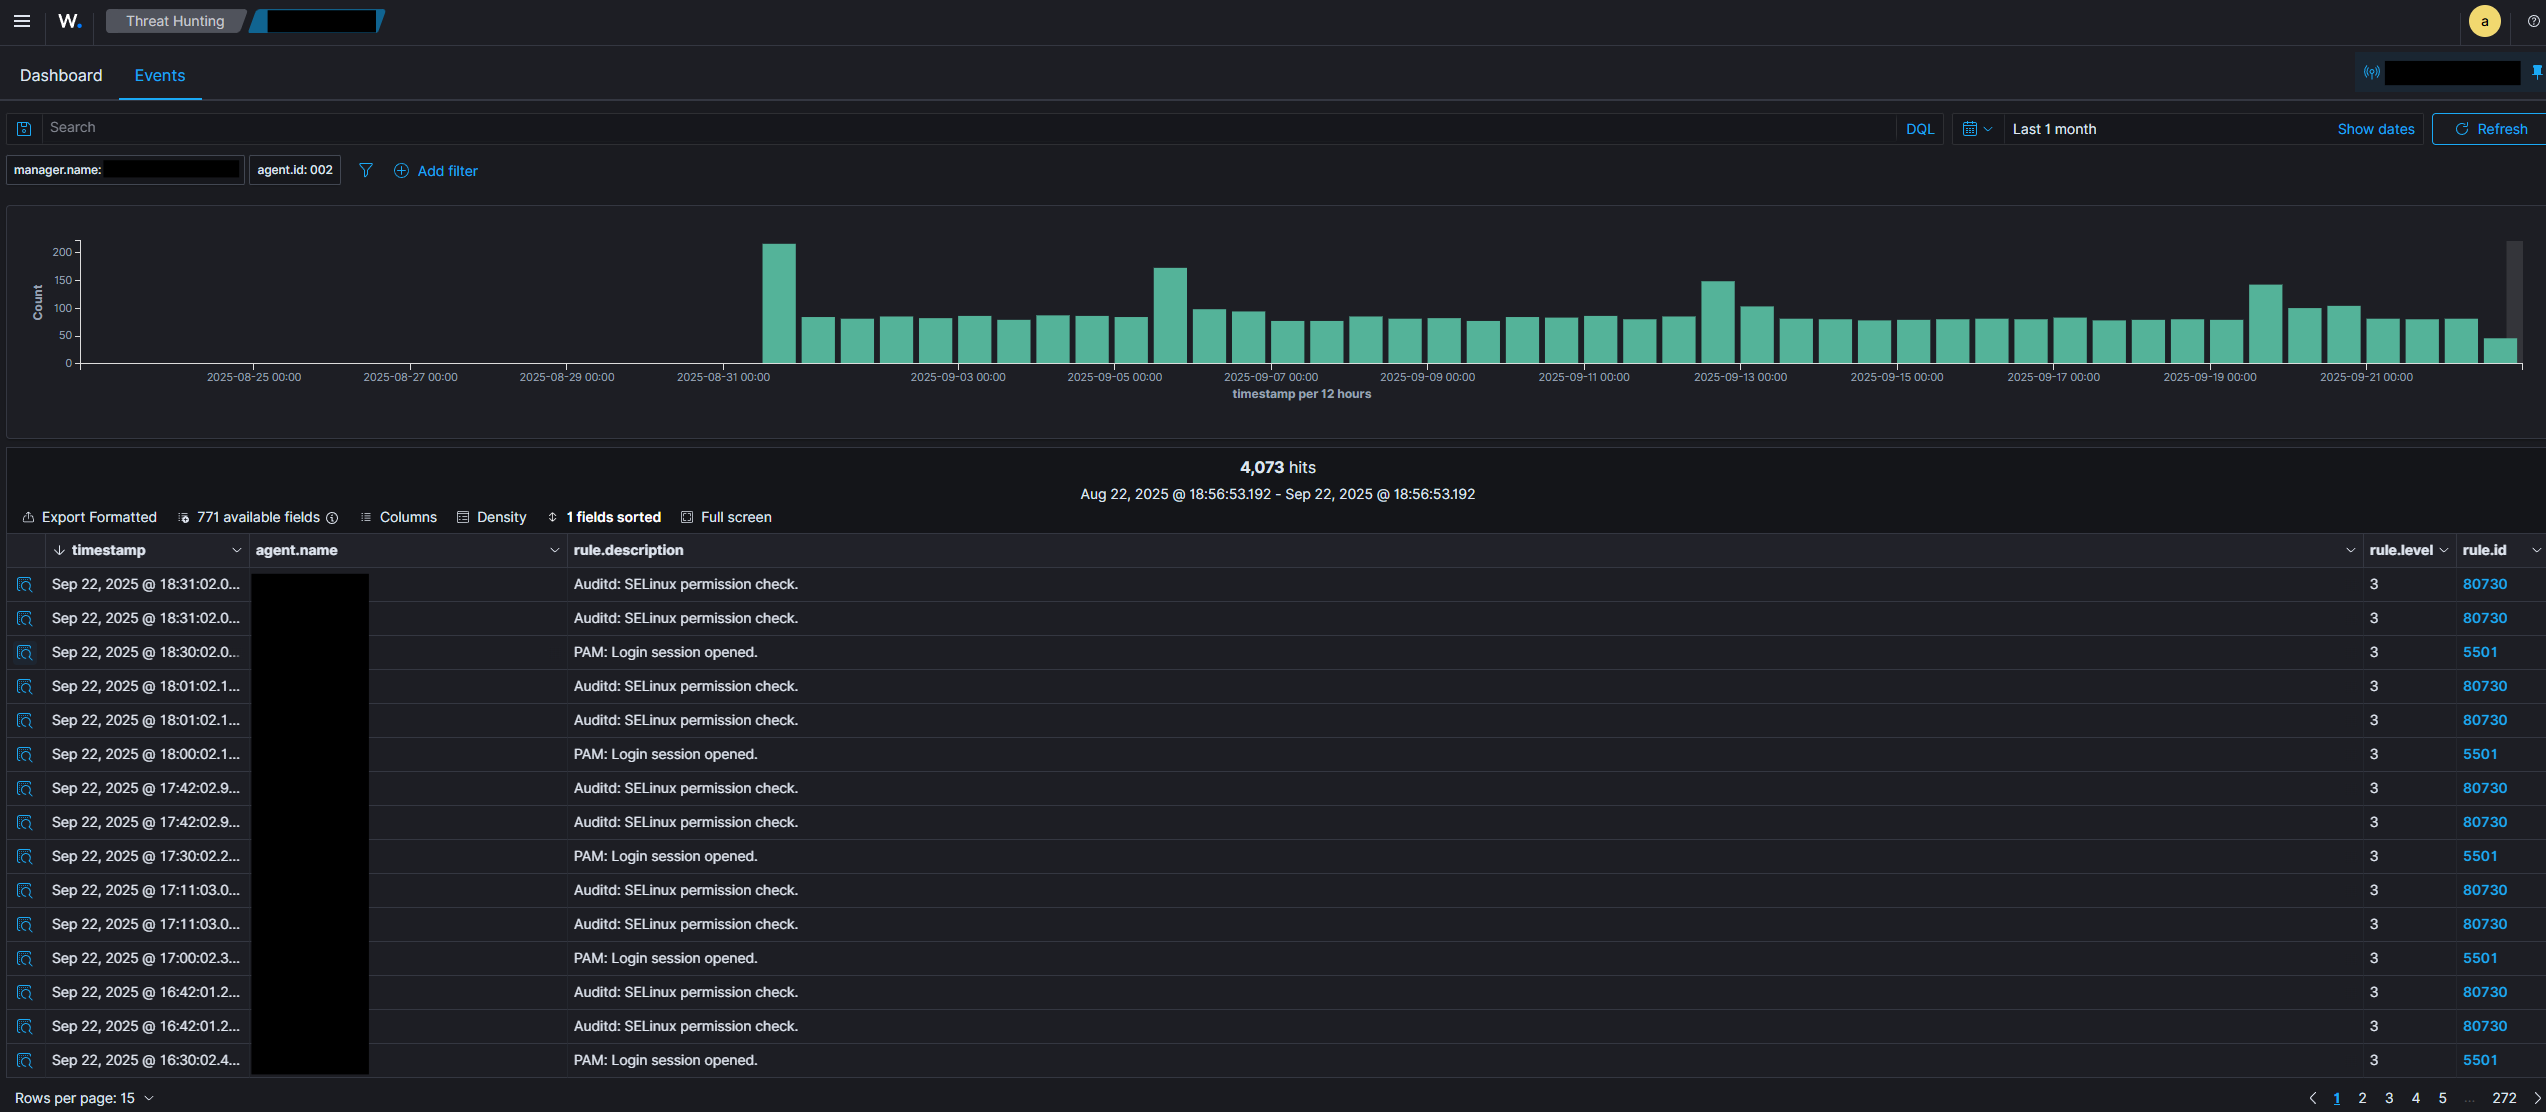 W. Threat Hunting
a
Dashboard Events
Search DQL Last 1 month Show dates Refresh
manager.name: agent.id: 002 Add filter
Count
200
150
100
50
0
2025-08-25 00:00 2025-08-27 00:00 2025-08-29 00:00 2025-08-31 00:00 2025-09-03 00:00 2025-09-05 00:00 2025-09-07 00:00 2025-09-09 00:00 2025-09-11 00:00 2025-09-13 00:00 2025-09-15 00:00 2025-09-17 00:00 2025-09-19 00:00 2025-09-21 00:00
timestamp per 12 hours
4,073 hits
Aug 22, 2025 @ 18:56:53.192 - Sep 22, 2025 @ 18:56:53.192
Export Formatted 771 available fields Columns Density 1 fields sorted Full screen
timestamp agent.name rule.description rule.level rule.id
Sep 22, 2025 @ 18:31:02.0... Auditd: SELinux permission check. 3 80730
Sep 22, 2025 @ 18:31:02.0... Auditd: SELinux permission check. 3 80730
Sep 22, 2025 @ 18:30:02.0... PAM: Login session opened. 3 5501
Sep 22, 2025 @ 18:01:02.1... Auditd: SELinux permission check. 3 80730
Sep 22, 2025 @ 18:01:02.1... Auditd: SELinux permission check. 3 80730
Sep 22, 2025 @ 18:00:02.1... PAM: Login session opened. 3 5501
Sep 22, 2025 @ 17:42:02.9... Auditd: SELinux permission check. 3 80730
Sep 22, 2025 @ 17:42:02.9... Auditd: SELinux permission check. 3 80730
Sep 22, 2025 @ 17:30:02.2... PAM: Login session opened. 3 5501
Sep 22, 2025 @ 17:11:03.0... Auditd: SELinux permission check. 3 80730
Sep 22, 2025 @ 17:11:03.0... Auditd: SELinux permission check. 3 80730
Sep 22, 2025 @ 17:00:02.3... PAM: Login session opened. 3 5501
Sep 22, 2025 @ 16:42:01.2... Auditd: SELinux permission check. 3 80730
Sep 22, 2025 @ 16:42:01.2... Auditd: SELinux permission check. 3 80730
Sep 22, 2025 @ 16:30:02.4... PAM: Login session opened. 3 5501
Rows per page: 15 1 2 3 4 5 ... 272